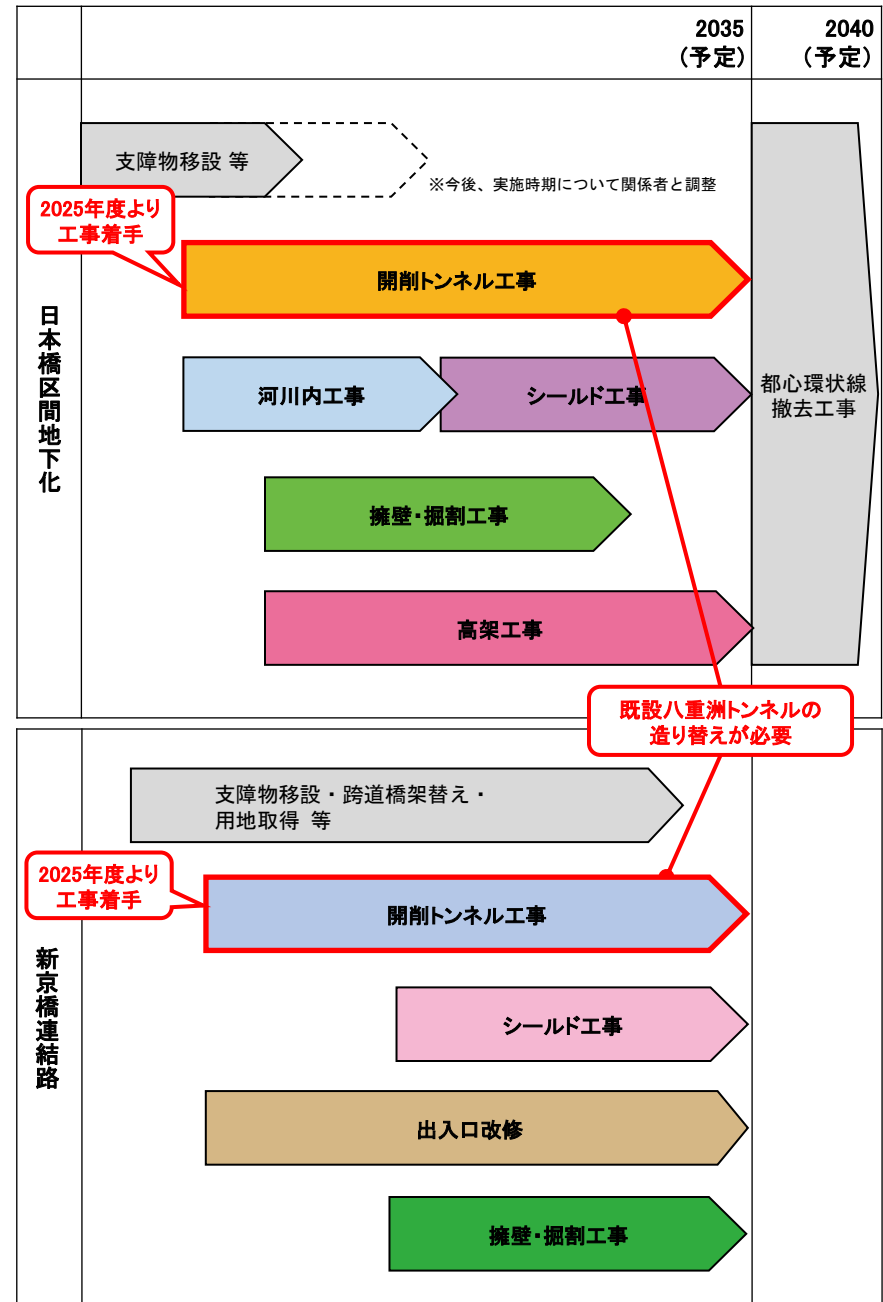 2035
(予定)
2040
(予定)
日本橋区間地下化
支障物移設 等
※今後、実施時期について関係者と調整
2025年度より
工事着手
開削トンネル工事
河川内工事
シールド工事
都心環状線
撤去工事
擁壁・掘割工事
高架工事
既設八重洲トンネルの
造り替えが必要
新京橋連結路
支障物移設・跨道橋架替え・
用地取得 等
2025年度より
工事着手
開削トンネル工事
シールド工事
出入口改修
擁壁・掘割工事